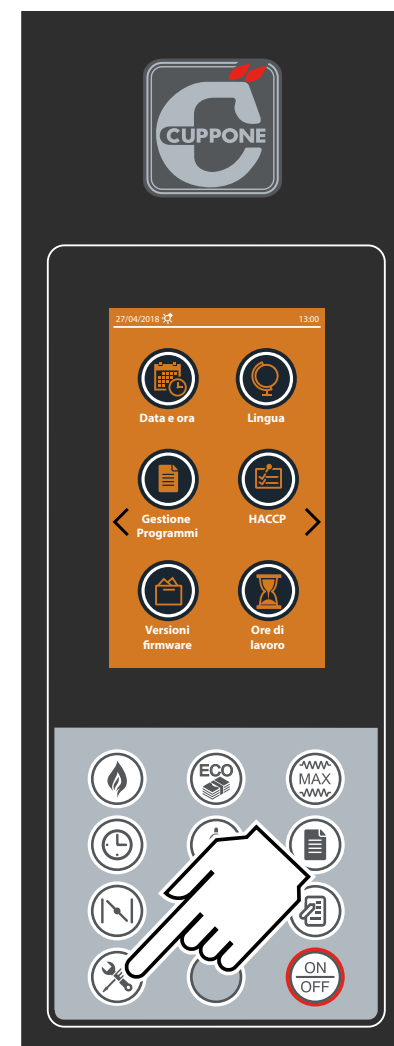 CUPPONE
27/04/2018 13:00
Data e ora
Lingua
Gestione
Programmi
HACCP
Versioni
firmware
Ore di
lavoro
ECO
MAX
ON
OFF